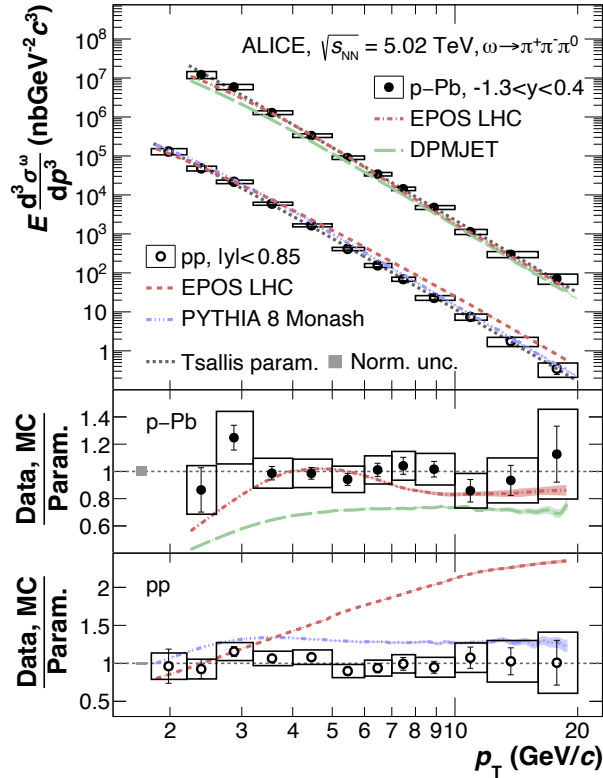 ALICE, √s_NN = 5.02 TeV, ω→π⁺π⁻π⁰
p–Pb, -1.3<y<0.4
EPOS LHC
DPMJET
pp, |y|<0.85
EPOS LHC
PYTHIA 8 Monash
Tsallis param. Norm. unc.
E d³σ^ω/dp³ (nbGeV⁻²c³)
10⁸
10⁷
10⁶
10⁵
10⁴
10³
10²
10
1
p–Pb
Data, MC
Param.
1.4
1.2
1
0.8
0.6
pp
Data, MC
Param.
2
1.5
1
0.5
2 3 4 5 6 7 8 9 10 20
p_T (GeV/c)